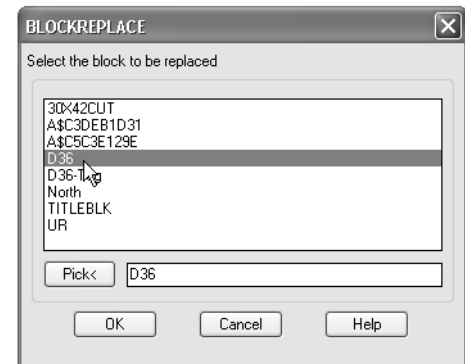 BLOCKREPLACE
Select the block to be replaced
30X42CUT
A$C3DEB1D31
A$C5C3E129E
D36
North
TITLEBLK
UR
Pick<
D36
OK
Cancel
Help